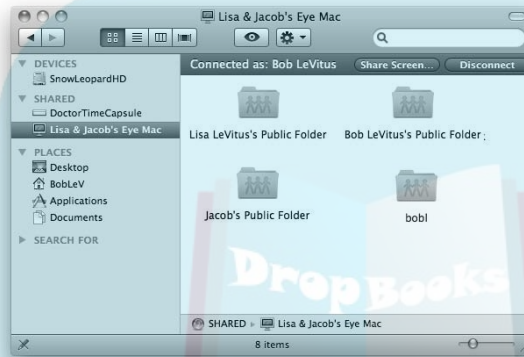 Lisa & Jacob's Eye Mac
DEVICES
SnowLeopardHD
SHARED
DoctorTimeCapsule
Lisa & Jacob's Eye Mac
PLACES
Desktop
BobLeV
Applications
Documents
SEARCH FOR
Connected as: Bob LeVitus Share Screen... Disconnect
Lisa LeVitus's Public Folder Bob LeVitus's Public Folder
Jacob's Public Folder bobl
Drop Books
SHARED Lisa & Jacob's Eye Mac
8 items